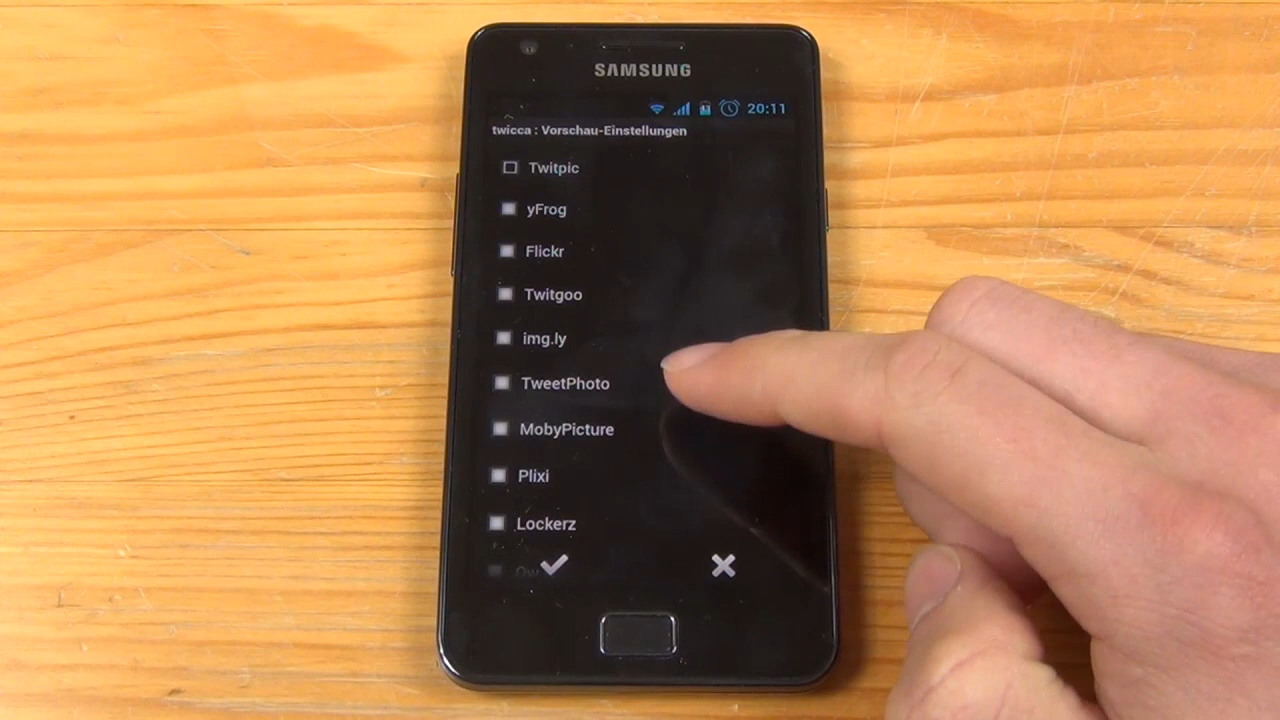 SAMSUNG
20:11
twicca : Vorschau-Einstellungen
Twitpic
yFrog
Flickr
Twitgoo
img.ly
TweetPhoto
MobyPicture
Plixi
Lockerz